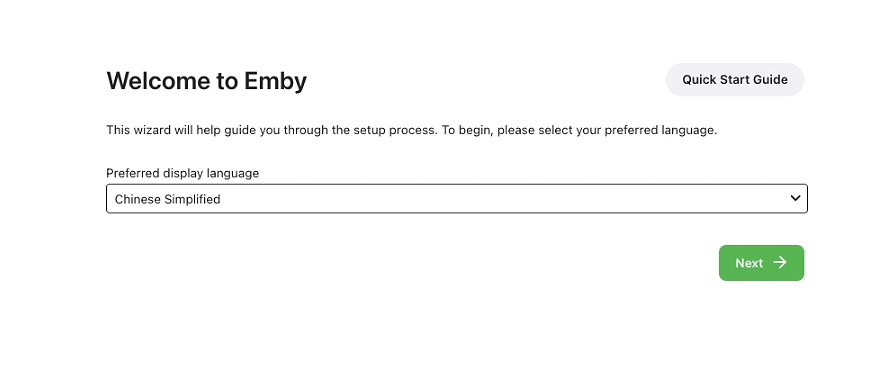 Welcome to Emby
Quick Start Guide
This wizard will help guide you through the setup process. To begin, please select your preferred language.
Preferred display language
Chinese Simplified
Next